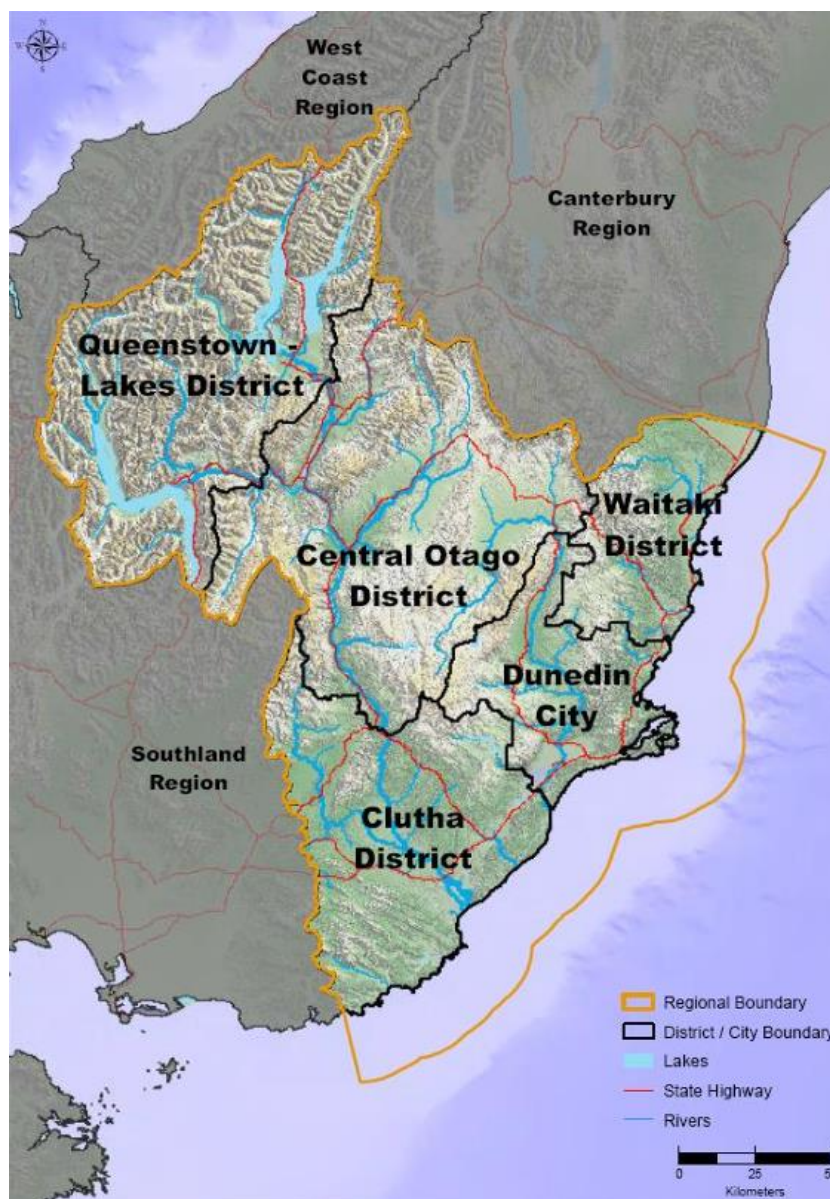 N
W
E
S
West
Coast
Region
Canterbury
Region
Queenstown -
Lakes District
Waitaki
District
Central Otago
District
Dunedin
City
Southland
Region
Clutha
District
Regional Boundary
District / City Boundary
Lakes
State Highway
Rivers
0 25 5
Kilometers